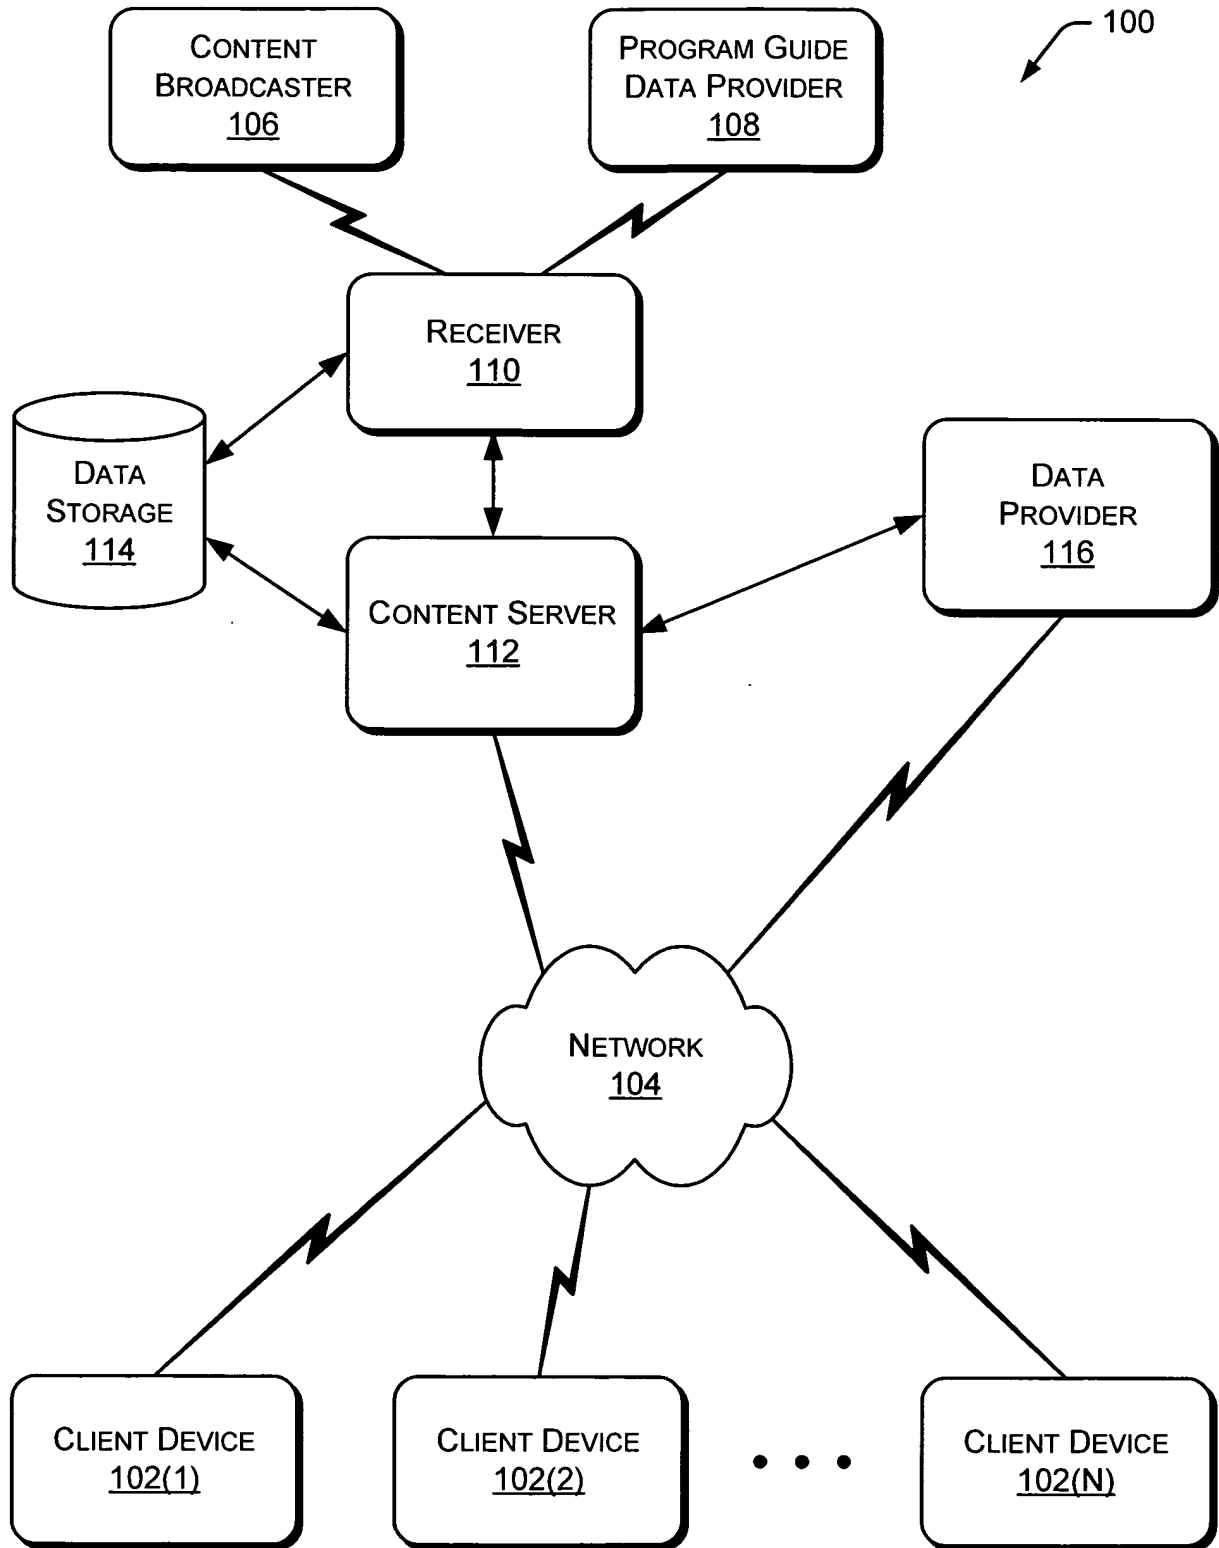 100
CONTENT
BROADCASTER
106
PROGRAM GUIDE
DATA PROVIDER
108
RECEIVER
110
DATA
STORAGE
114
CONTENT SERVER
112
DATA
PROVIDER
116
NETWORK
104
CLIENT DEVICE
102(1)
CLIENT DEVICE
102(2)
CLIENT DEVICE
102(N)